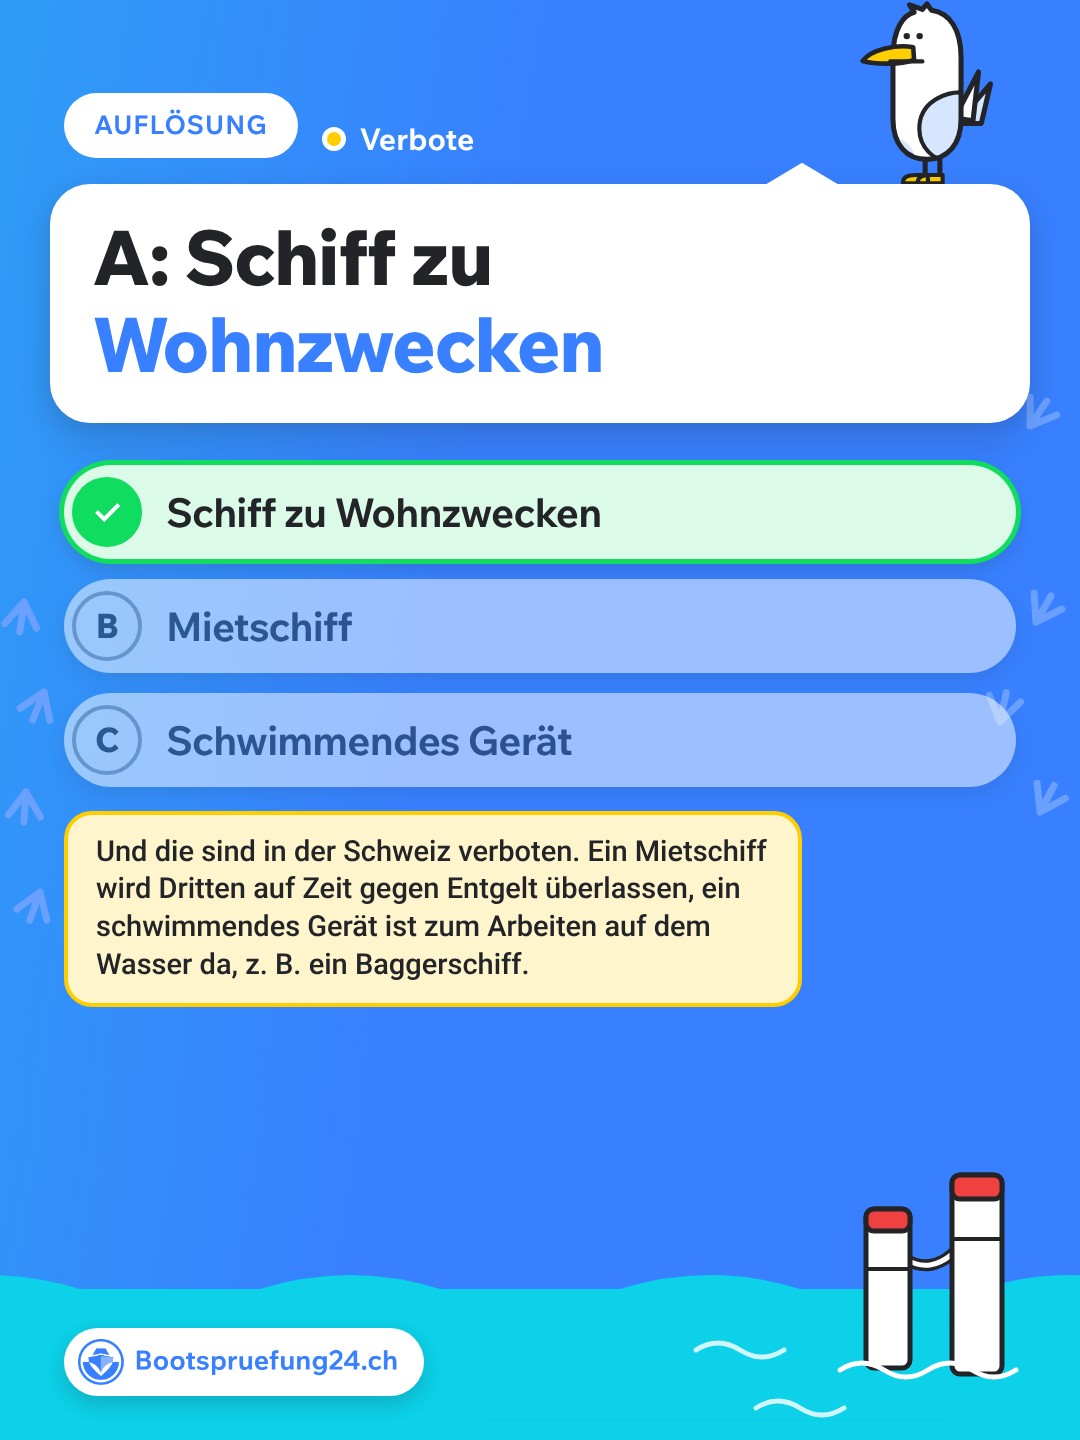 AUFLÖSUNG
Verbote
A: Schiff zu
Wohnzwecken
Schiff zu Wohnzwecken
B Mietschiff
C Schwimmendes Gerät
Und die sind in der Schweiz verboten. Ein Mietschiff
wird Dritten auf Zeit gegen Entgelt überlassen, ein
schwimmendes Gerät ist zum Arbeiten auf dem
Wasser da, z. B. ein Baggerschiff.
Bootspruefung24.ch